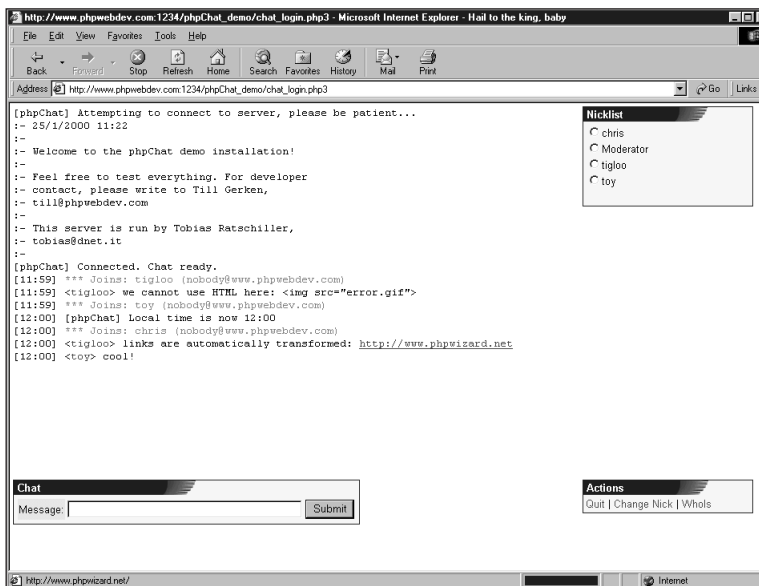 http://www.phpwebdev.com:1234/phpChat_demo/chat_login.php3 - Microsoft Internet Explorer - Hail to the king, baby
File Edit View Favorites Tools Help
Back Forward Stop Refresh Home Search Favorites History Mail Print
Address http://www.phpwebdev.com:1234/phpChat_demo/chat_login.php3 Go Links
[phpChat] Attempting to connect to server, please be patient...
:- 25/1/2000 11:22
:-
:- Welcome to the phpChat demo installation!
:-
:- Feel free to test everything. For developer
:- contact, please write to Till Gerken,
:- till@phpwebdev.com
:-
:- This server is run by Tobias Ratschiller,
:- tobias@dnet.it
:-
[phpChat] Connected. Chat ready.
[11:59] *** Joins: tigloo (nobody@www.phpwebdev.com)
[11:59] <tigloo> we cannot use HTML here: <img src="error.gif">
[11:59] *** Joins: toy (nobody@www.phpwebdev.com)
[12:00] [phpChat] Local time is now 12:00
[12:00] *** Joins: chris (nobody@www.phpwebdev.com)
[12:00] <tigloo> links are automatically transformed: http://www.phpwizard.net
[12:00] <toy> cool!
Nicklist
chris
Moderator
tigloo
toy
Chat
Message: Submit
Actions
Quit | Change Nick | WhoIs
http://www.phpwizard.net/ Internet